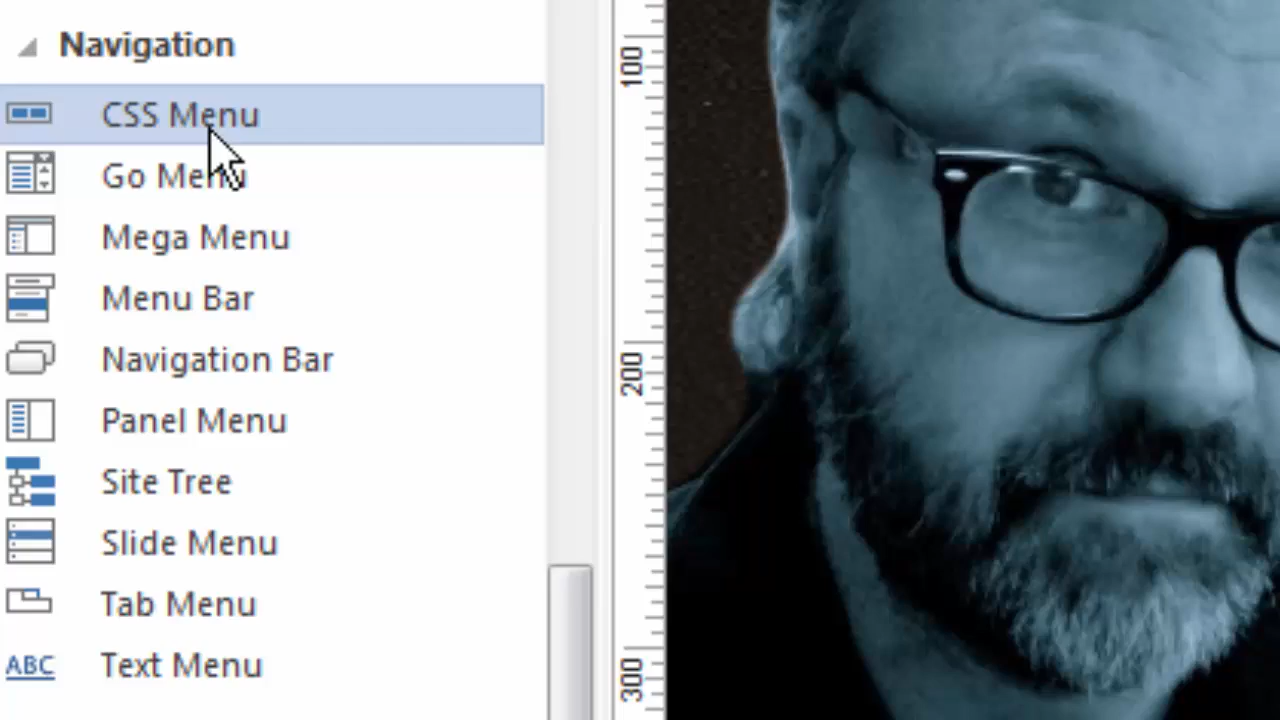 Navigation
CSS Menu
Go Menu
Mega Menu
Menu Bar
Navigation Bar
Panel Menu
Site Tree
Slide Menu
Tab Menu
ABC Text Menu
100
200
300